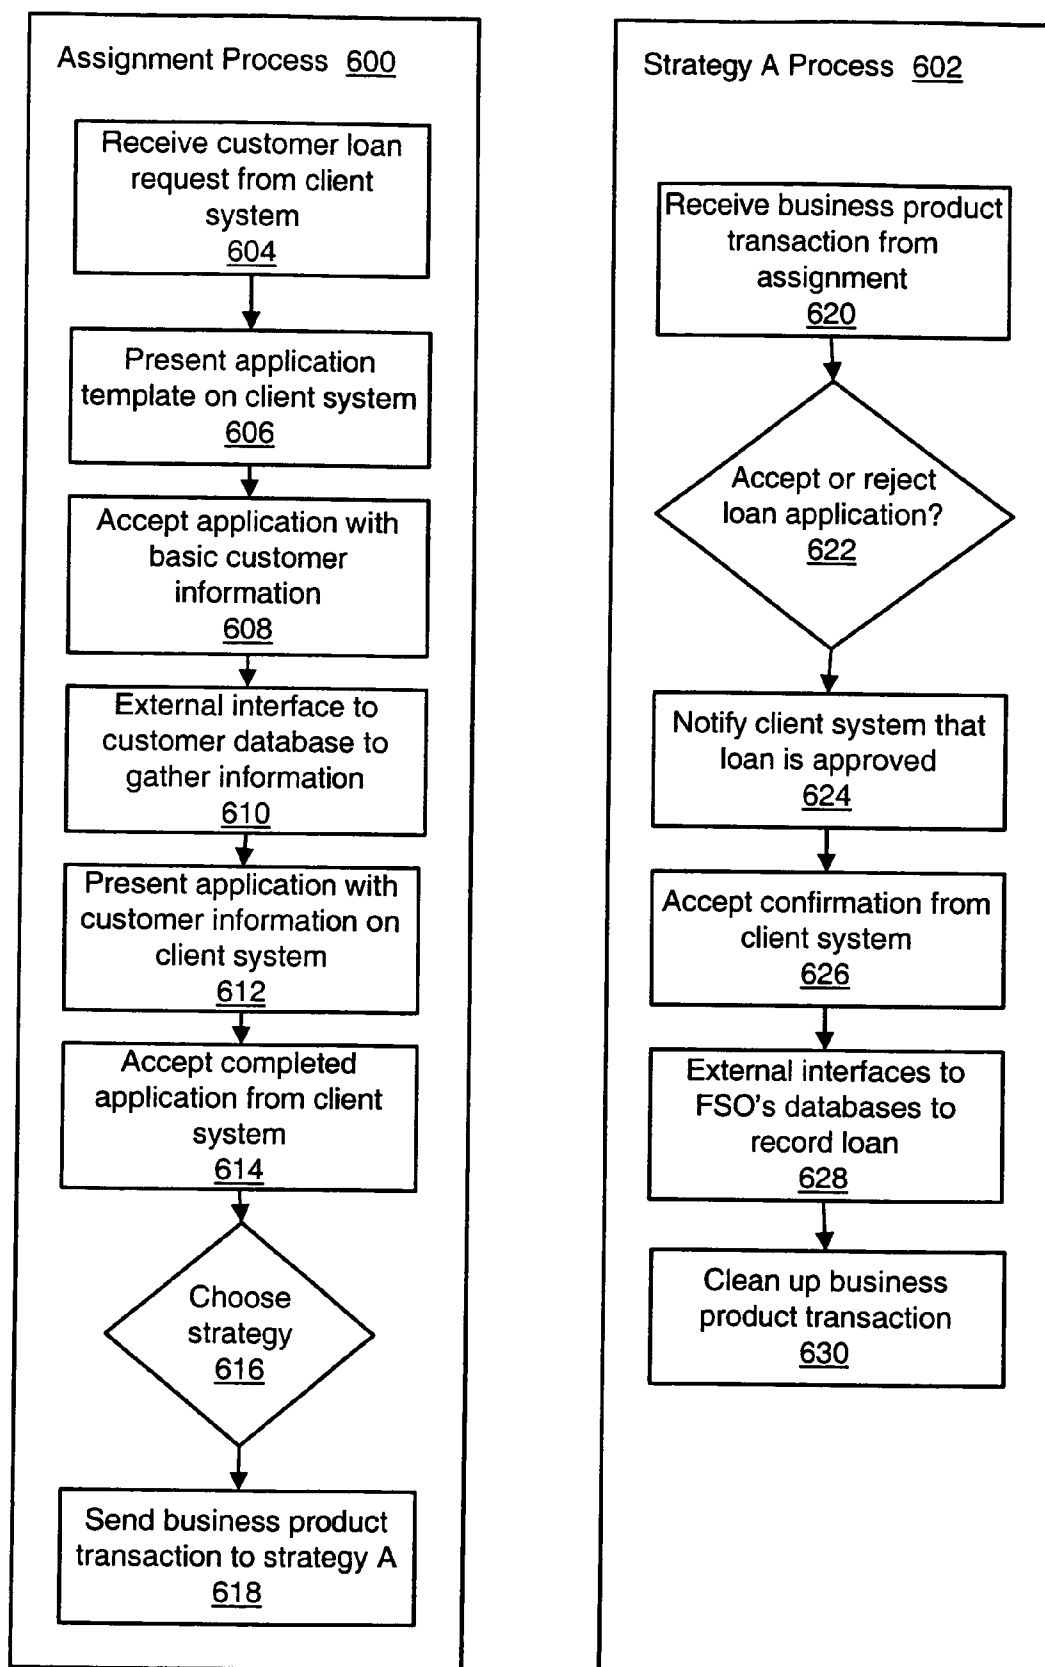 Assignment Process 600
Receive customer loan
request from client
system
604
Present application
template on client system
606
Accept application with
basic customer
information
608
External interface to
customer database to
gather information
610
Present application with
customer information on
client system
612
Accept completed
application from client
system
614
Choose
strategy
616
Send business product
transaction to strategy A
618
Strategy A Process 602
Receive business product
transaction from
assignment
620
Accept or reject
loan application?
622
Notify client system that
loan is approved
624
Accept confirmation from
client system
626
External interfaces to
FSO's databases to
record loan
628
Clean up business
product transaction
630